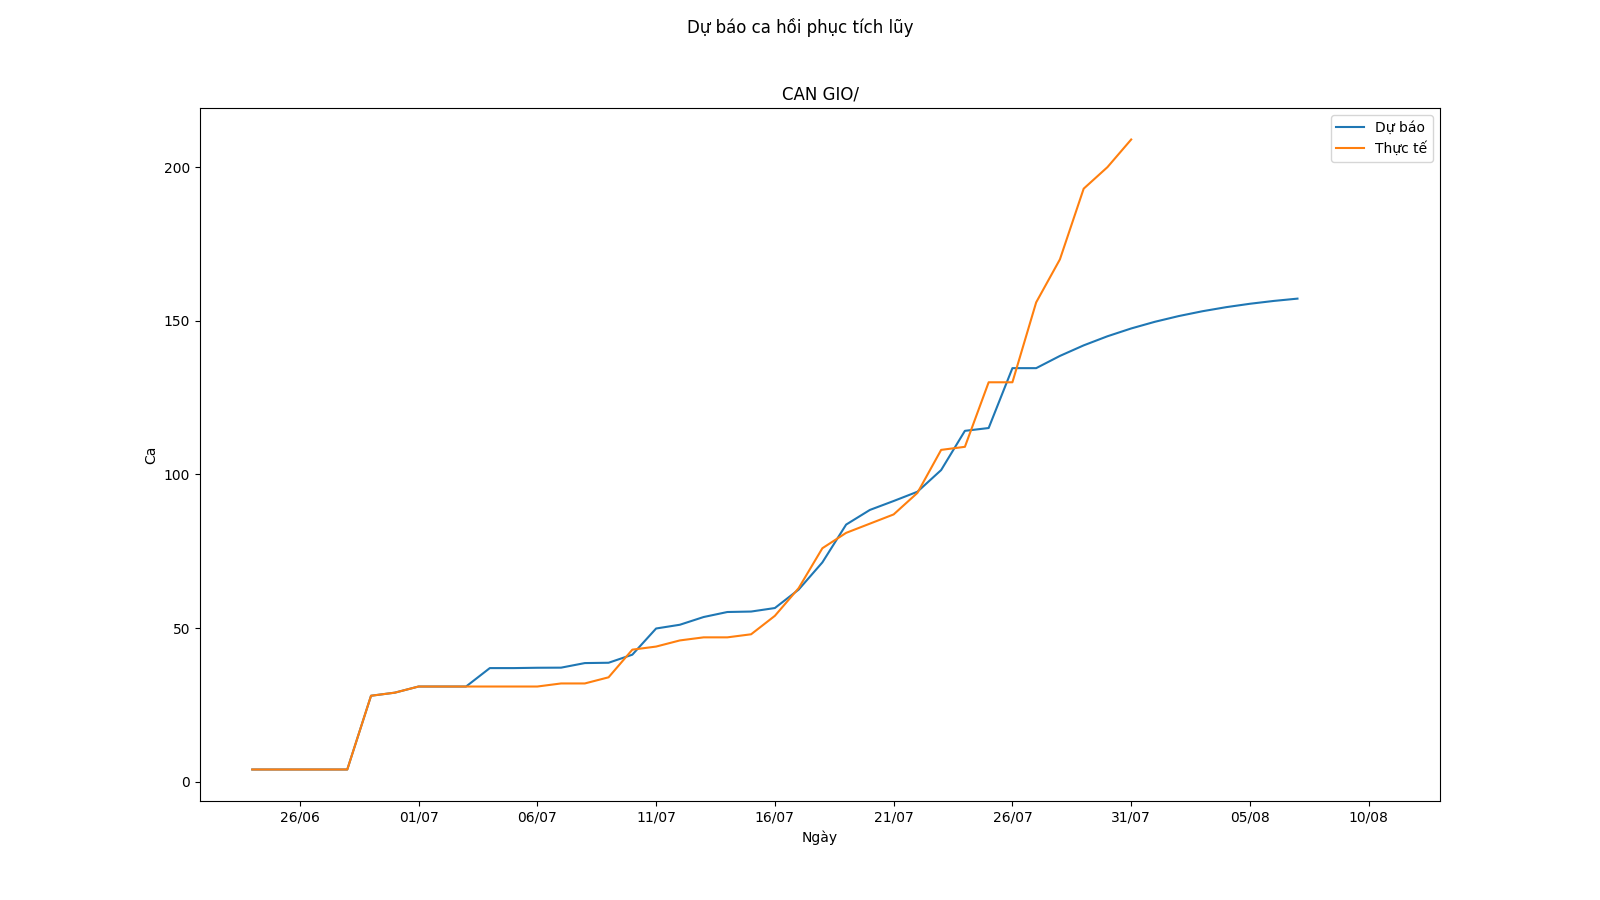 Dự báo ca hồi phục tích lũy
CAN GIO/
Dự báo
Thực tế
200
150
100
50
0
Ca
26/06 01/07 06/07 11/07 16/07 21/07 26/07 31/07 05/08 10/08
Ngày